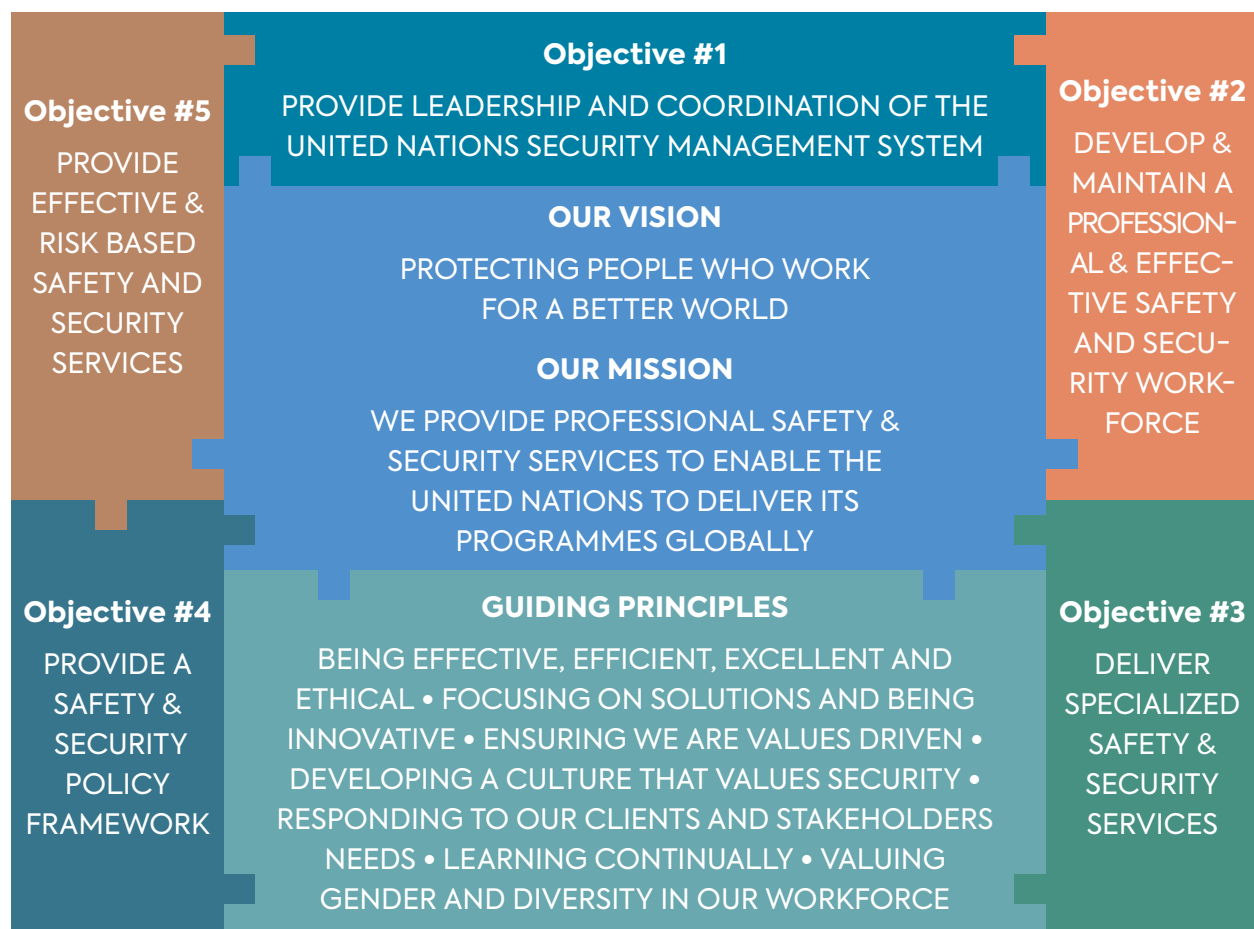 Objective #1
PROVIDE LEADERSHIP AND COORDINATION OF THE
UNITED NATIONS SECURITY MANAGEMENT SYSTEM
Objective #5
PROVIDE
EFFECTIVE &
RISK BASED
SAFETY AND
SECURITY
SERVICES
OUR VISION
PROTECTING PEOPLE WHO WORK
FOR A BETTER WORLD
OUR MISSION
WE PROVIDE PROFESSIONAL SAFETY &
SECURITY SERVICES TO ENABLE THE
UNITED NATIONS TO DELIVER ITS
PROGRAMMES GLOBALLY
Objective #2
DEVELOP &
MAINTAIN A
PROFESSION-
AL & EFFEC-
TIVE SAFETY
AND SECU-
RITY WORK-
FORCE
Objective #4
PROVIDE A
SAFETY &
SECURITY
POLICY
FRAMEWORK
GUIDING PRINCIPLES
BEING EFFECTIVE, EFFICIENT, EXCELLENT AND
ETHICAL • FOCUSING ON SOLUTIONS AND BEING
INNOVATIVE • ENSURING WE ARE VALUES DRIVEN •
DEVELOPING A CULTURE THAT VALUES SECURITY •
RESPONDING TO OUR CLIENTS AND STAKEHOLDERS
NEEDS • LEARNING CONTINUALLY • VALUING
GENDER AND DIVERSITY IN OUR WORKFORCE
Objective #3
DELIVER
SPECIALIZED
SAFETY &
SECURITY
SERVICES